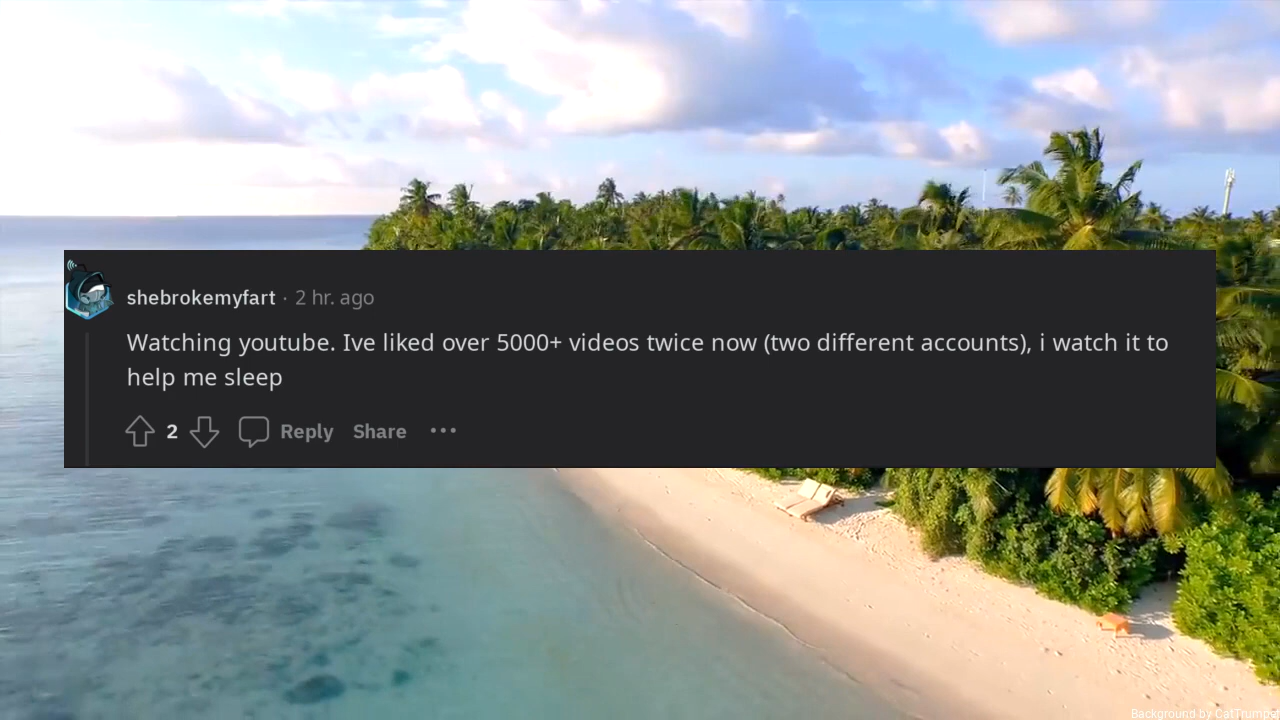 shebrokemyfart · 2 hr. ago
Watching youtube. Ive liked over 5000+ videos twice now (two different accounts), i watch it to
help me sleep
2 Reply Share ···
Background by CatTrumpet